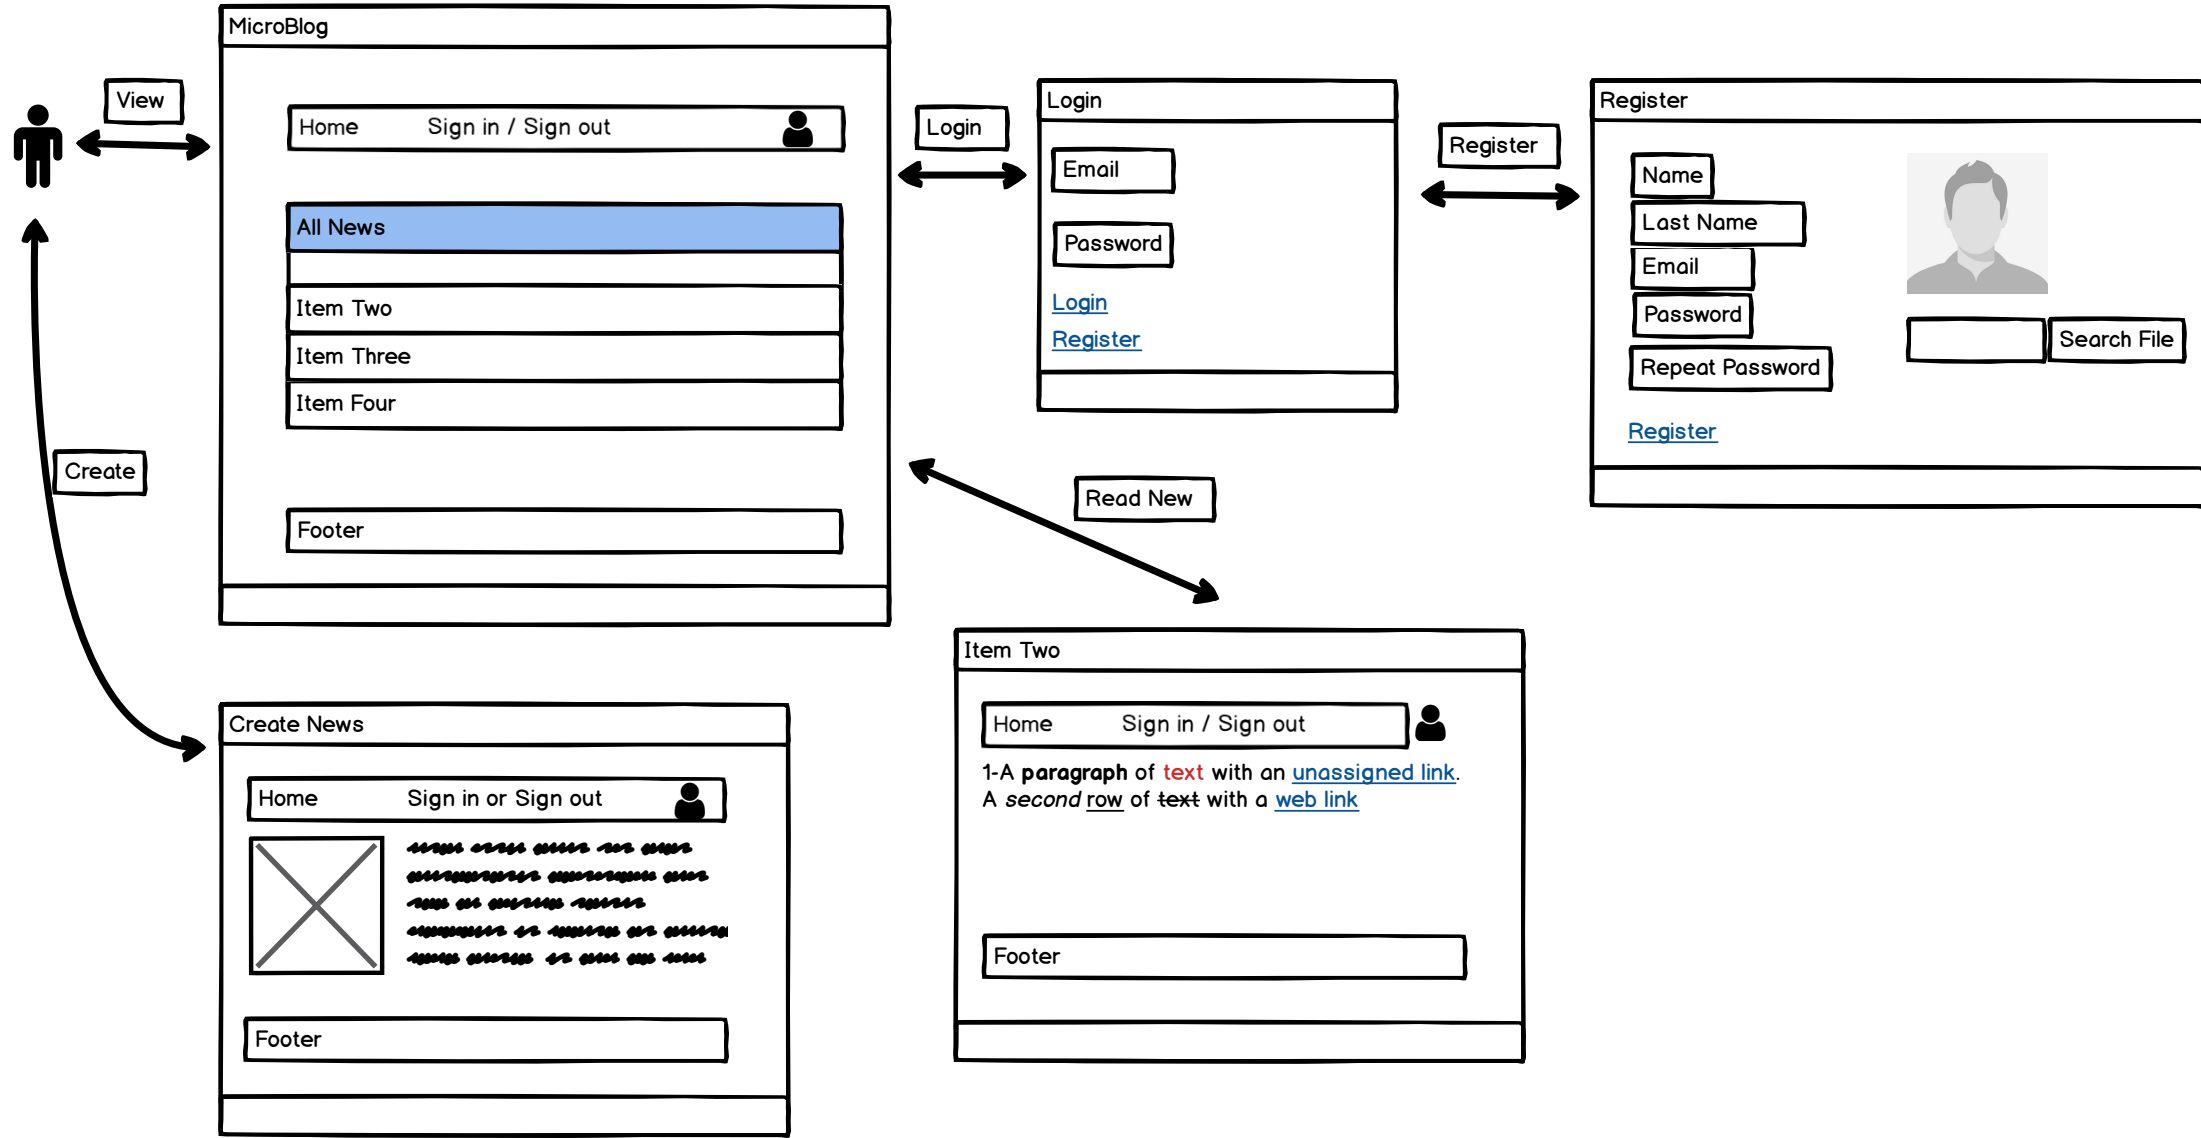 MicroBlog
View
Home Sign in / Sign out
All News
Item Two
Item Three
Item Four
Footer
Login
Login
Email
Password
Login
Register
Register
Register
Name
Last Name
Email
Password
Repeat Password
Search File
Register
Create
Read New
Item Two
Home Sign in / Sign out
1-A paragraph of text with an unassigned link.
A second row of text with a web link
Footer
Create News
Home Sign in or Sign out
Footer